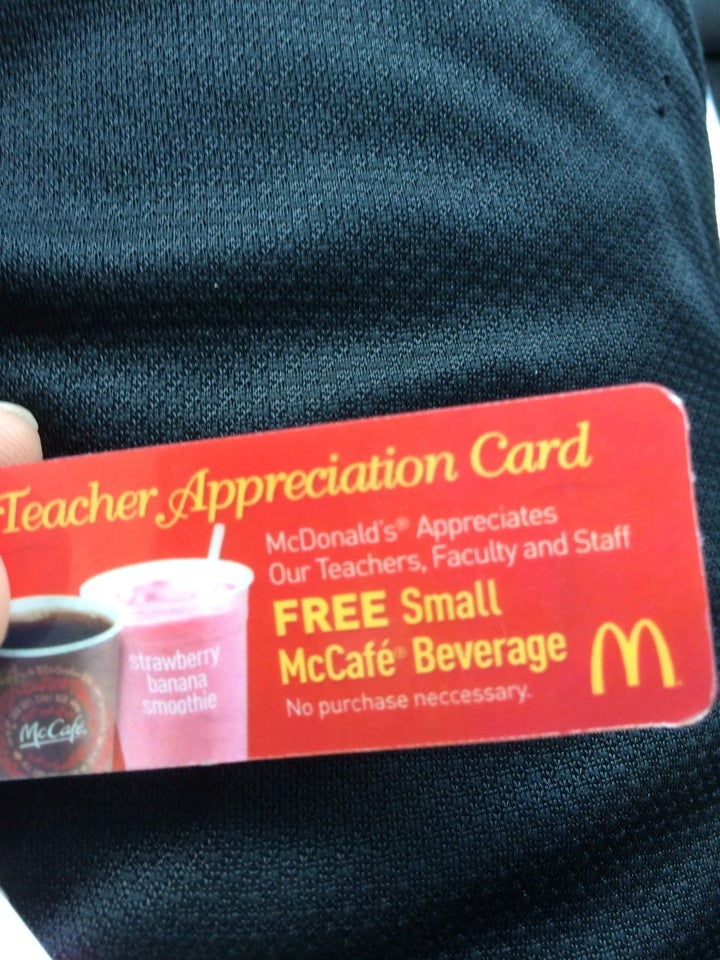 Teacher Appreciation Card
McDonald's® Appreciates
Our Teachers, Faculty and Staff
FREE Small
McCafé® Beverage
No purchase neccessary.
strawberry
banana
smoothie
McCafé